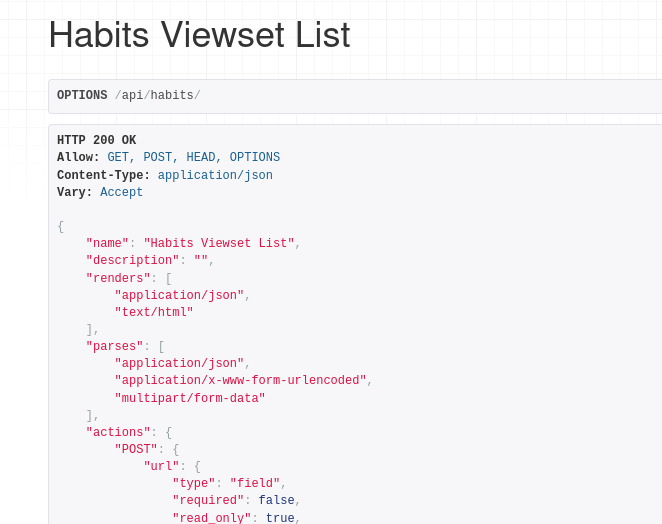 Habits Viewset List
OPTIONS /api/habits/
HTTP 200 OK
Allow: GET, POST, HEAD, OPTIONS
Content-Type: application/json
Vary: Accept
{
    "name": "Habits Viewset List",
    "description": "",
    "renders": [
        "application/json",
        "text/html"
    ],
    "parses": [
        "application/json",
        "application/x-www-form-urlencoded",
        "multipart/form-data"
    ],
    "actions": {
        "POST": {
            "url": {
                "type": "field",
                "required": false,
                "read_only": true,